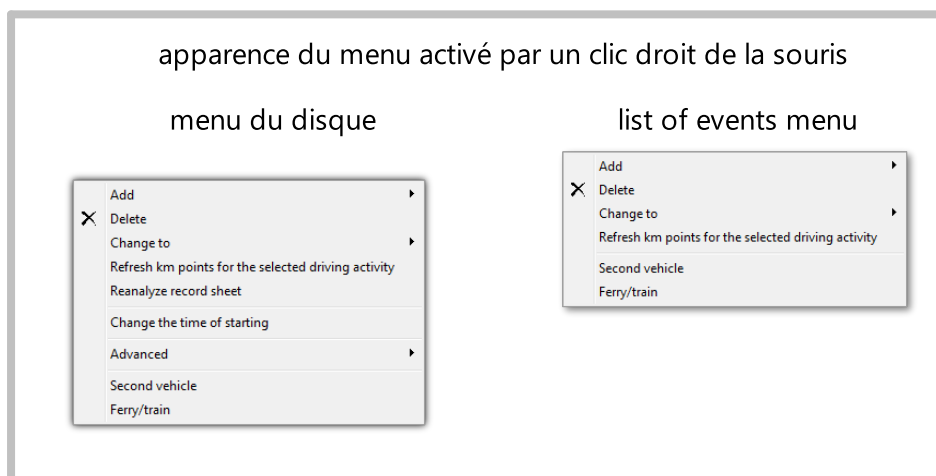 apparence du menu activé par un clic droit de la souris
menu du disque
Add
Delete
Change to
Refresh km points for the selected driving activity
Reanalyze record sheet
Change the time of starting
Advanced
Second vehicle
Ferry/train
list of events menu
Add
Delete
Change to
Refresh km points for the selected driving activity
Second vehicle
Ferry/train